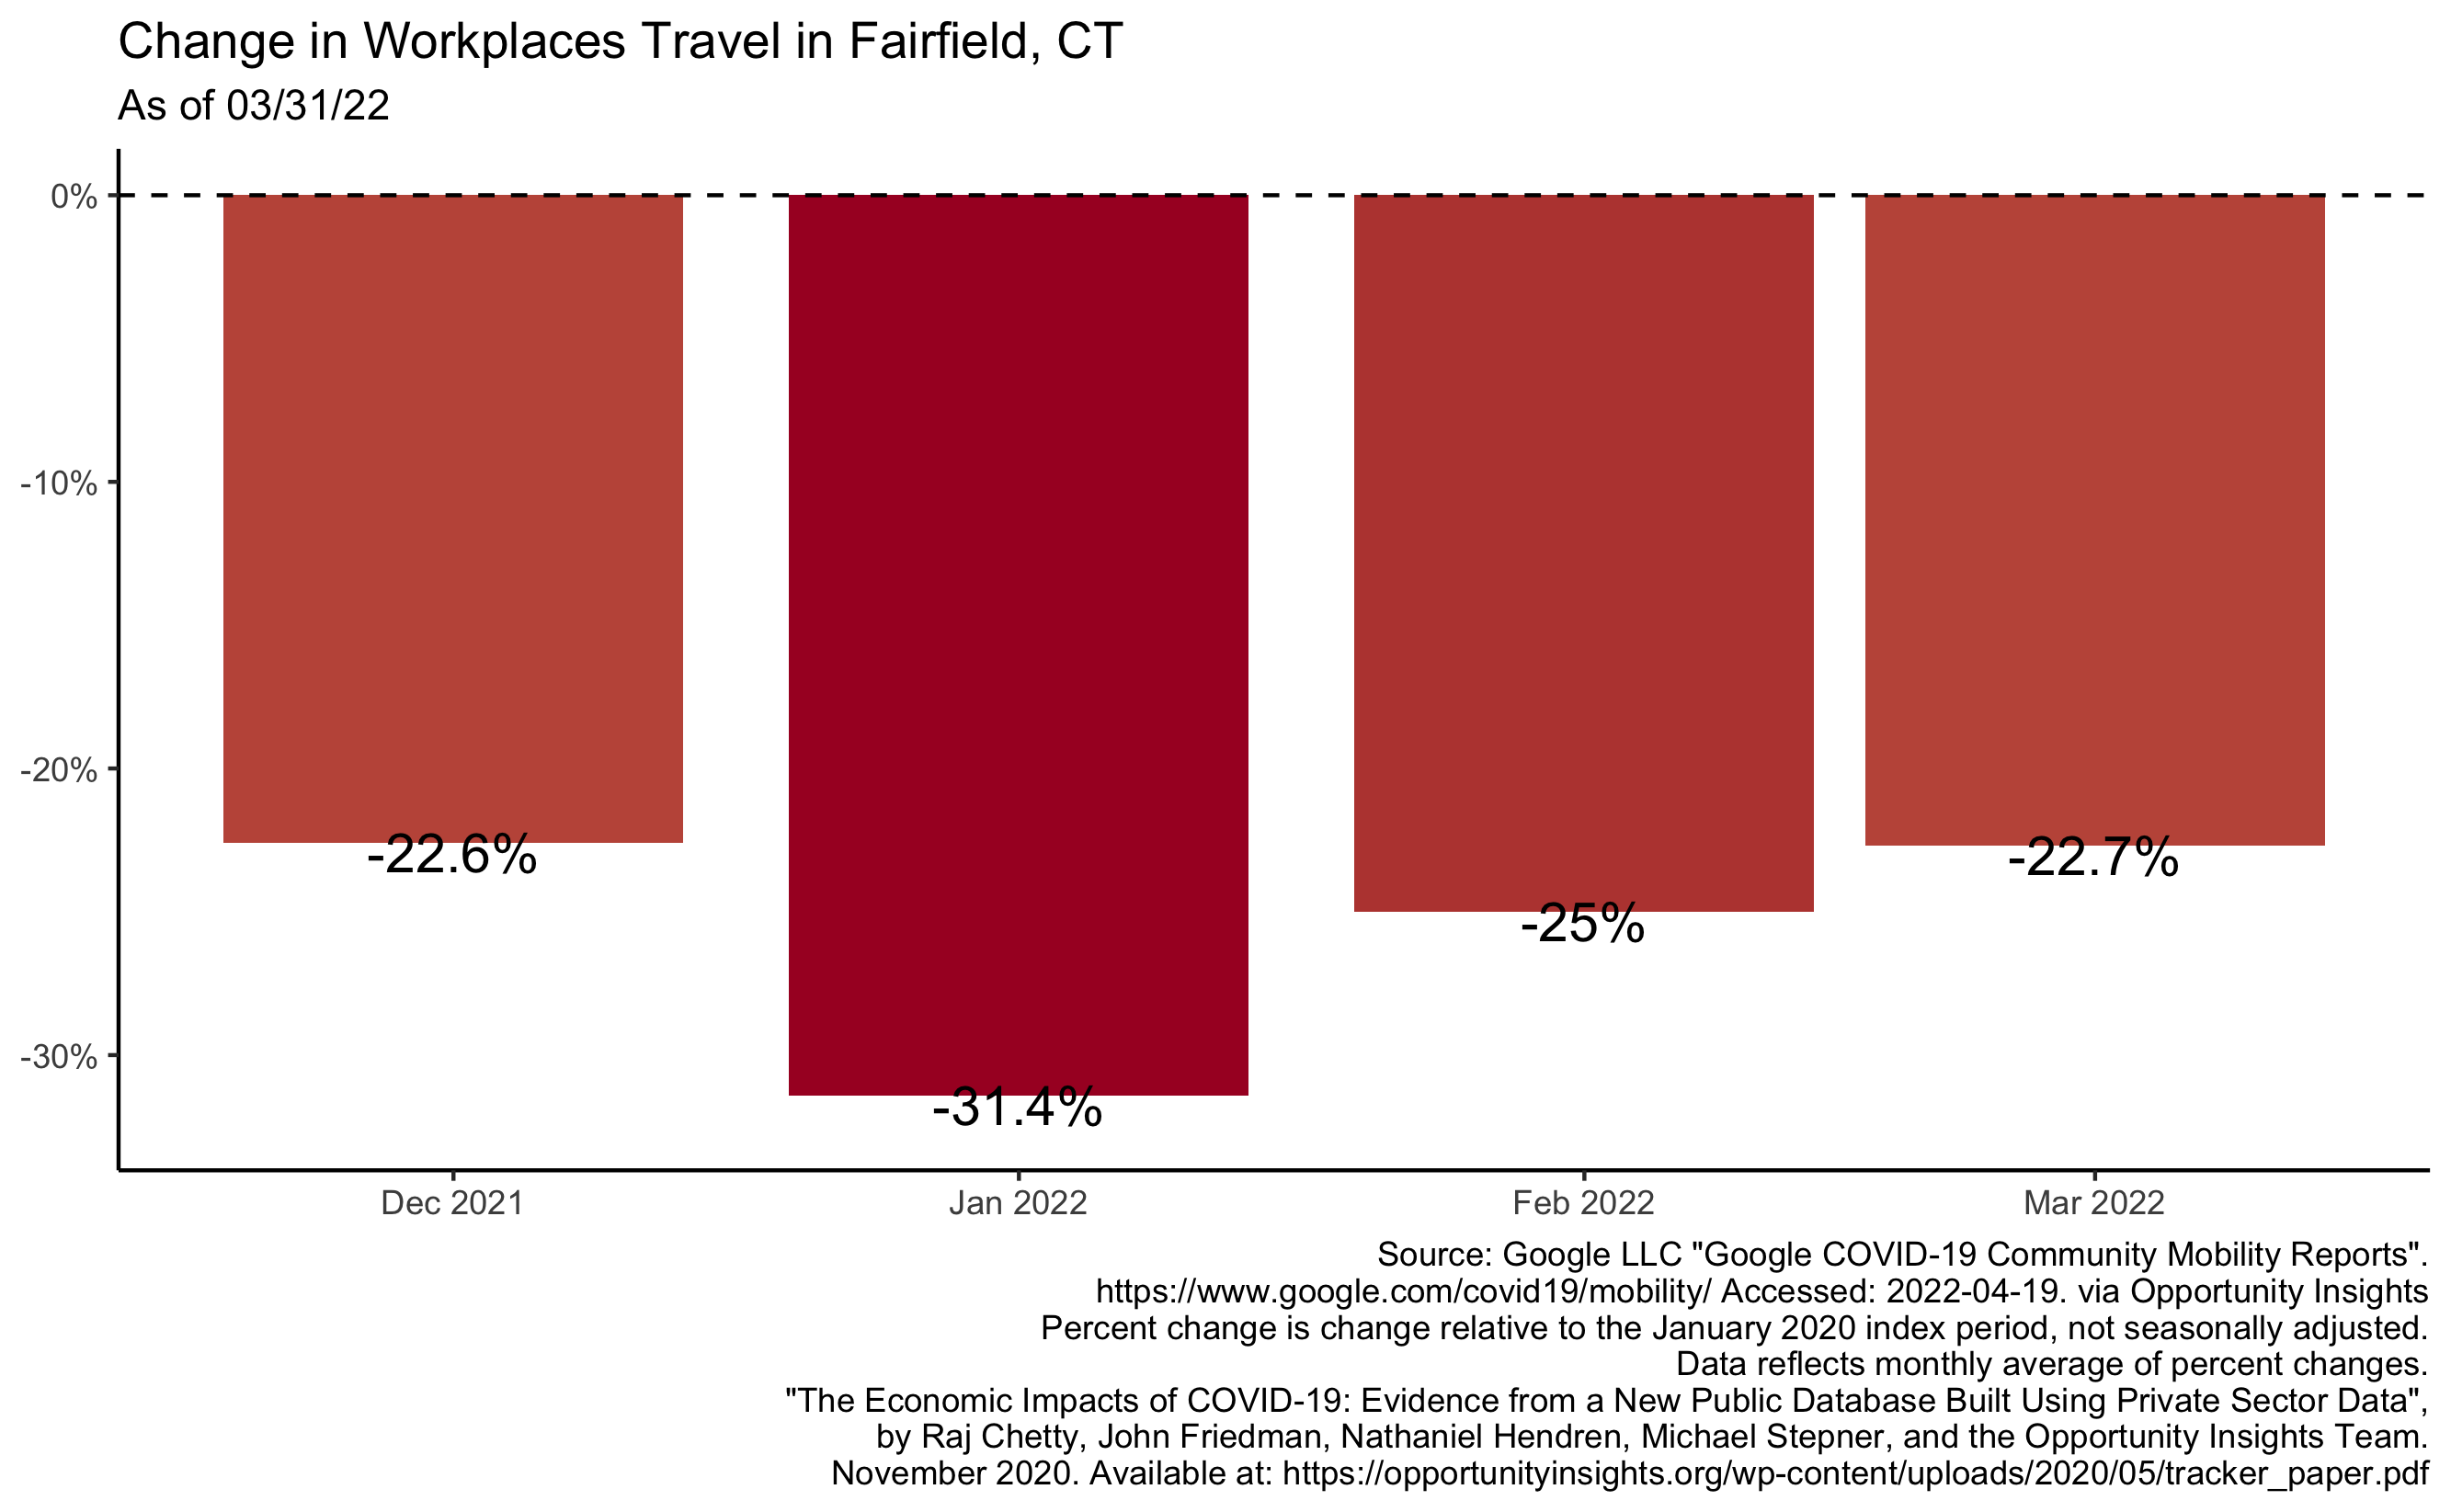 Change in Workplaces Travel in Fairfield, CT
As of 03/31/22
0%
-10%
-20%
-30%
-22.6%
-31.4%
-25%
-22.7%
Dec 2021
Jan 2022
Feb 2022
Mar 2022
Source: Google LLC "Google COVID-19 Community Mobility Reports".
https://www.google.com/covid19/mobility/ Accessed: 2022-04-19. via Opportunity Insights
Percent change is change relative to the January 2020 index period, not seasonally adjusted.
Data reflects monthly average of percent changes.
"The Economic Impacts of COVID-19: Evidence from a New Public Database Built Using Private Sector Data",
by Raj Chetty, John Friedman, Nathaniel Hendren, Michael Stepner, and the Opportunity Insights Team.
November 2020. Available at: https://opportunityinsights.org/wp-content/uploads/2020/05/tracker_paper.pdf